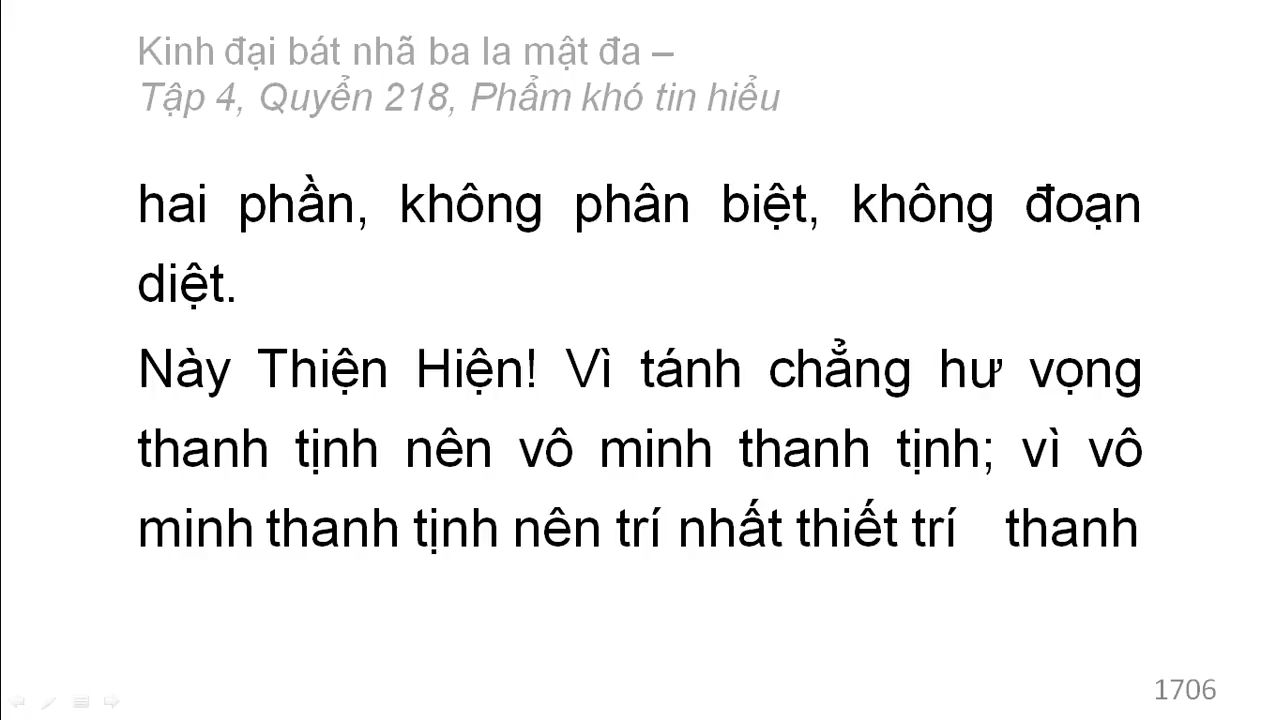 Kinh đại bát nhã ba la mật đa –
Tập 4, Quyển 218, Phẩm khó tin hiểu
hai phần, không phân biệt, không đoạn
diệt.
Này Thiện Hiện! Vì tánh chẳng hư vọng
thanh tịnh nên vô minh thanh tịnh; vì vô
minh thanh tịnh nên trí nhất thiết trí thanh
1706